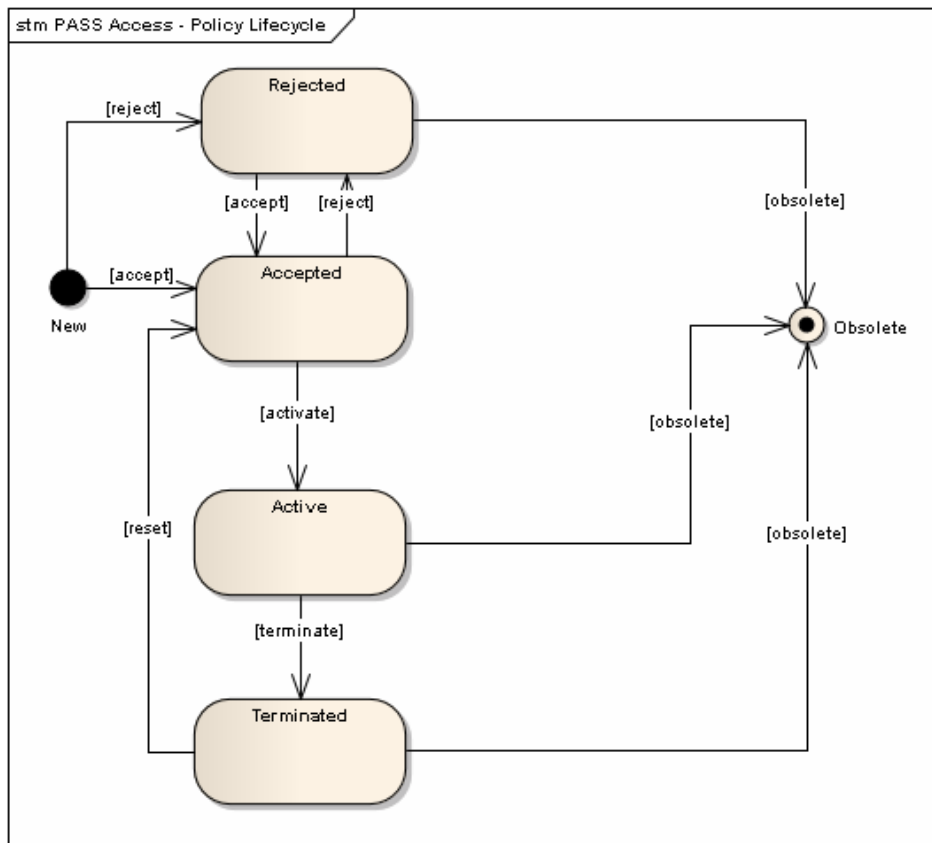 stm PASS Access - Policy Lifecycle
Rejected
[reject]
[accept]
[reject]
[obsolete]
Accepted
[accept]
New
Obsolete
[activate]
[obsolete]
Active
[reset]
[obsolete]
[terminate]
Terminated